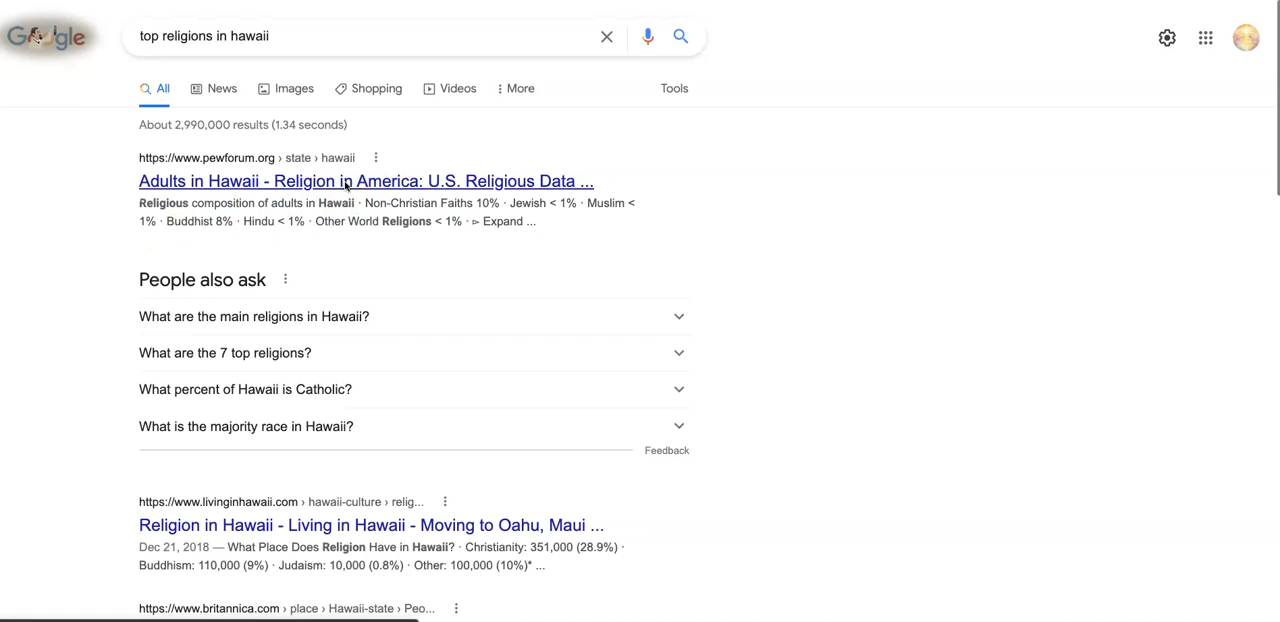 Google
top religions in hawaii
All
News
Images
Shopping
Videos
More
Tools
About 2,990,000 results (1.34 seconds)
https://www.pewforum.org › state › hawaii
Adults in Hawaii - Religion in America: U.S. Religious Data ...
Religious composition of adults in Hawaii · Non-Christian Faiths 10% · Jewish < 1% · Muslim <
1% · Buddhist 8% · Hindu < 1% · Other World Religions < 1% · ▻ Expand ...
People also ask
What are the main religions in Hawaii?
What are the 7 top religions?
What percent of Hawaii is Catholic?
What is the majority race in Hawaii?
Feedback
https://www.livinginhawaii.com › hawaii-culture › relig...
Religion in Hawaii - Living in Hawaii - Moving to Oahu, Maui ...
Dec 21, 2018 — What Place Does Religion Have in Hawaii? · Christianity: 351,000 (28.9%) ·
Buddhism: 110,000 (9%) · Judaism: 10,000 (0.8%) · Other: 100,000 (10%)* ...
https://www.britannica.com › place › Hawaii-state › Peo...